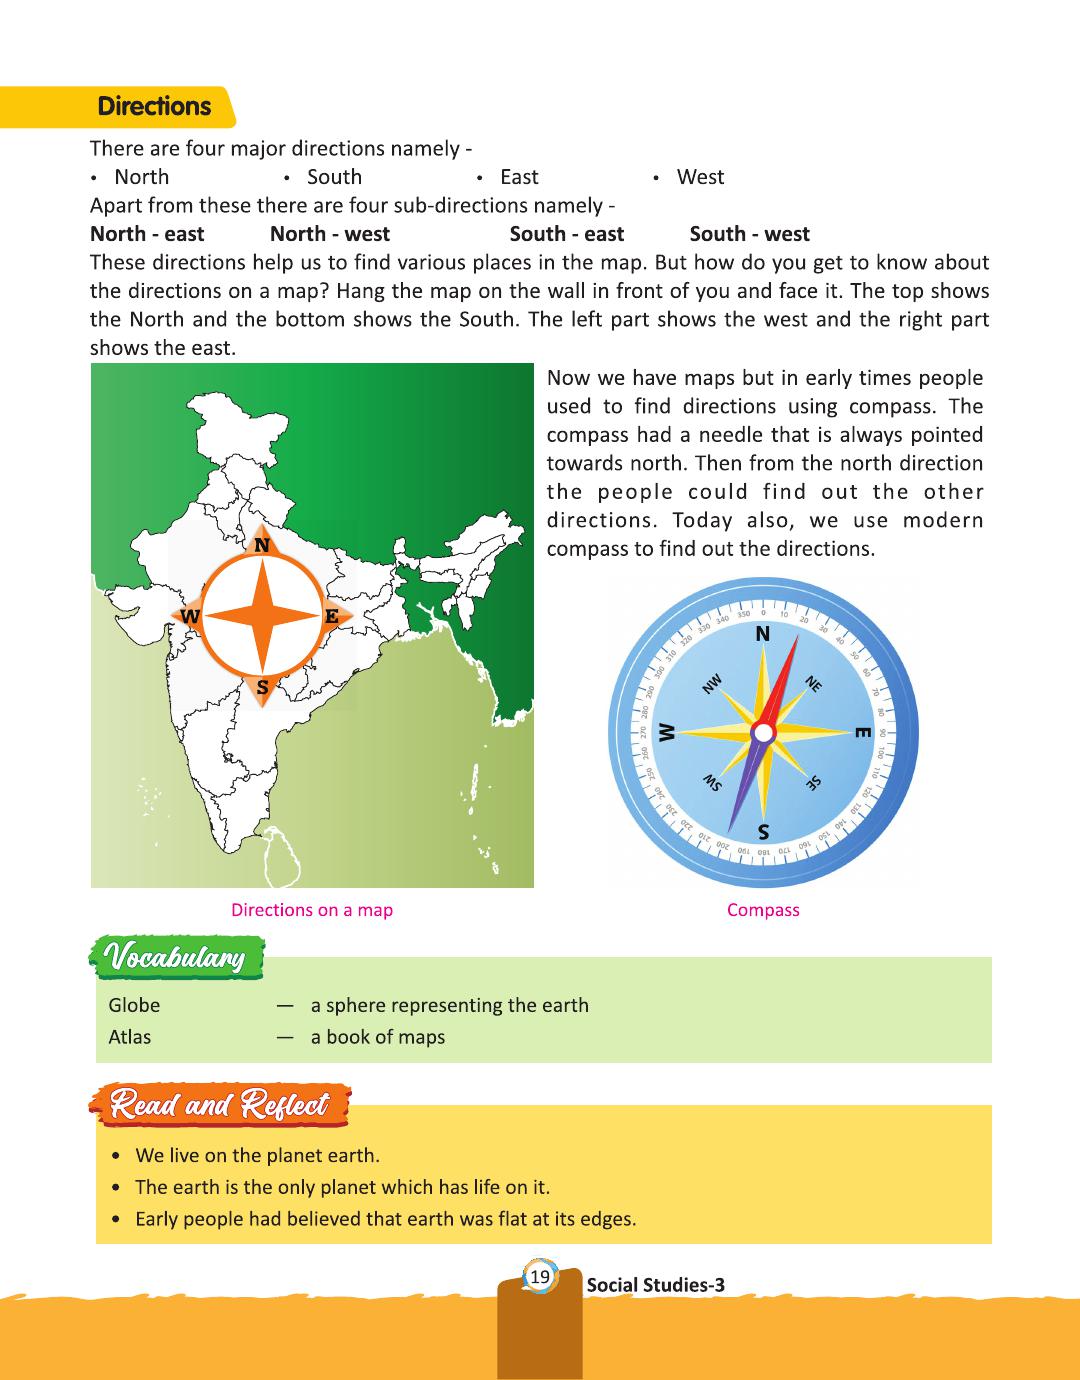 Directions
There are four major directions namely -
• North • South • East • West
Apart from these there are four sub-directions namely -
North - east North - west South - east South - west
These directions help us to find various places in the map. But how do you get to know about
the directions on a map? Hang the map on the wall in front of you and face it. The top shows
the North and the bottom shows the South. The left part shows the west and the right part
shows the east.
Now we have maps but in early times people
used to find directions using compass. The
compass had a needle that is always pointed
towards north. Then from the north direction
the people could find out the other
directions. Today also, we use modern
compass to find out the directions.
N
W E
S
0 10 20 30 40 50 60 70 80 90 100 110 120 130 140 150 160 170 180 190 200 210 220 230 240 250 260 270 280 290 300 310 320 330 340 350
N
NW NE
W E
SW SE
S
Directions on a map
Compass
Vocabulary
Globe — a sphere representing the earth
Atlas — a book of maps
Read and Reflect
• We live on the planet earth.
• The earth is the only planet which has life on it.
• Early people had believed that earth was flat at its edges.
19
Social Studies-3